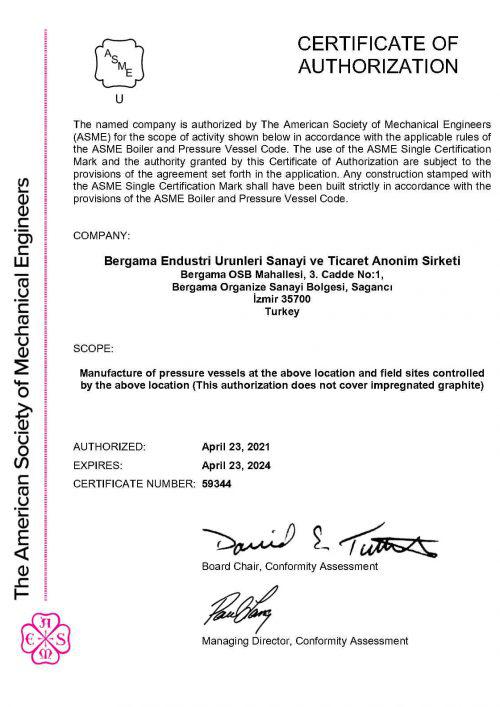 ASME
U
CERTIFICATE OF
AUTHORIZATION
The named company is authorized by The American Society of Mechanical Engineers
(ASME) for the scope of activity shown below in accordance with the applicable rules of
the ASME Boiler and Pressure Vessel Code. The use of the ASME Single Certification
Mark and the authority granted by this Certificate of Authorization are subject to the
provisions of the agreement set forth in the application. Any construction stamped with
the ASME Single Certification Mark shall have been built strictly in accordance with the
provisions of the ASME Boiler and Pressure Vessel Code.
COMPANY:
Bergama Endustri Urunleri Sanayi ve Ticaret Anonim Sirketi
Bergama OSB Mahallesi, 3. Cadde No:1,
Bergama Organize Sanayi Bolgesi, Sagancı
İzmir 35700
Turkey
SCOPE:
Manufacture of pressure vessels at the above location and field sites controlled
by the above location (This authorization does not cover impregnated graphite)
AUTHORIZED: April 23, 2021
EXPIRES: April 23, 2024
CERTIFICATE NUMBER: 59344
Board Chair, Conformity Assessment
Managing Director, Conformity Assessment
The American Society of Mechanical Engineers
ASME